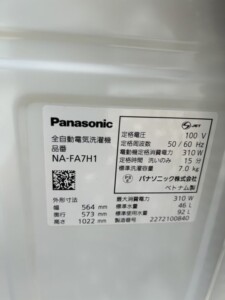 Panasonic
全自動電気洗濯機
品番
NA-FA7H1
外形寸法
幅 564 mm
奥行 573 mm
高さ 1022 mm
JET
定格電圧 100 V
定格周波数 50/60 Hz
電動機定格消費電力 310 W
定格時間 洗いのみ 15 分
標準洗濯容量 7.0 kg
パナソニック株式会社
ベトナム製
最大消費電力 310 W
標準水量 46 L
標準使用水量 92 L
製造番号 2272100840